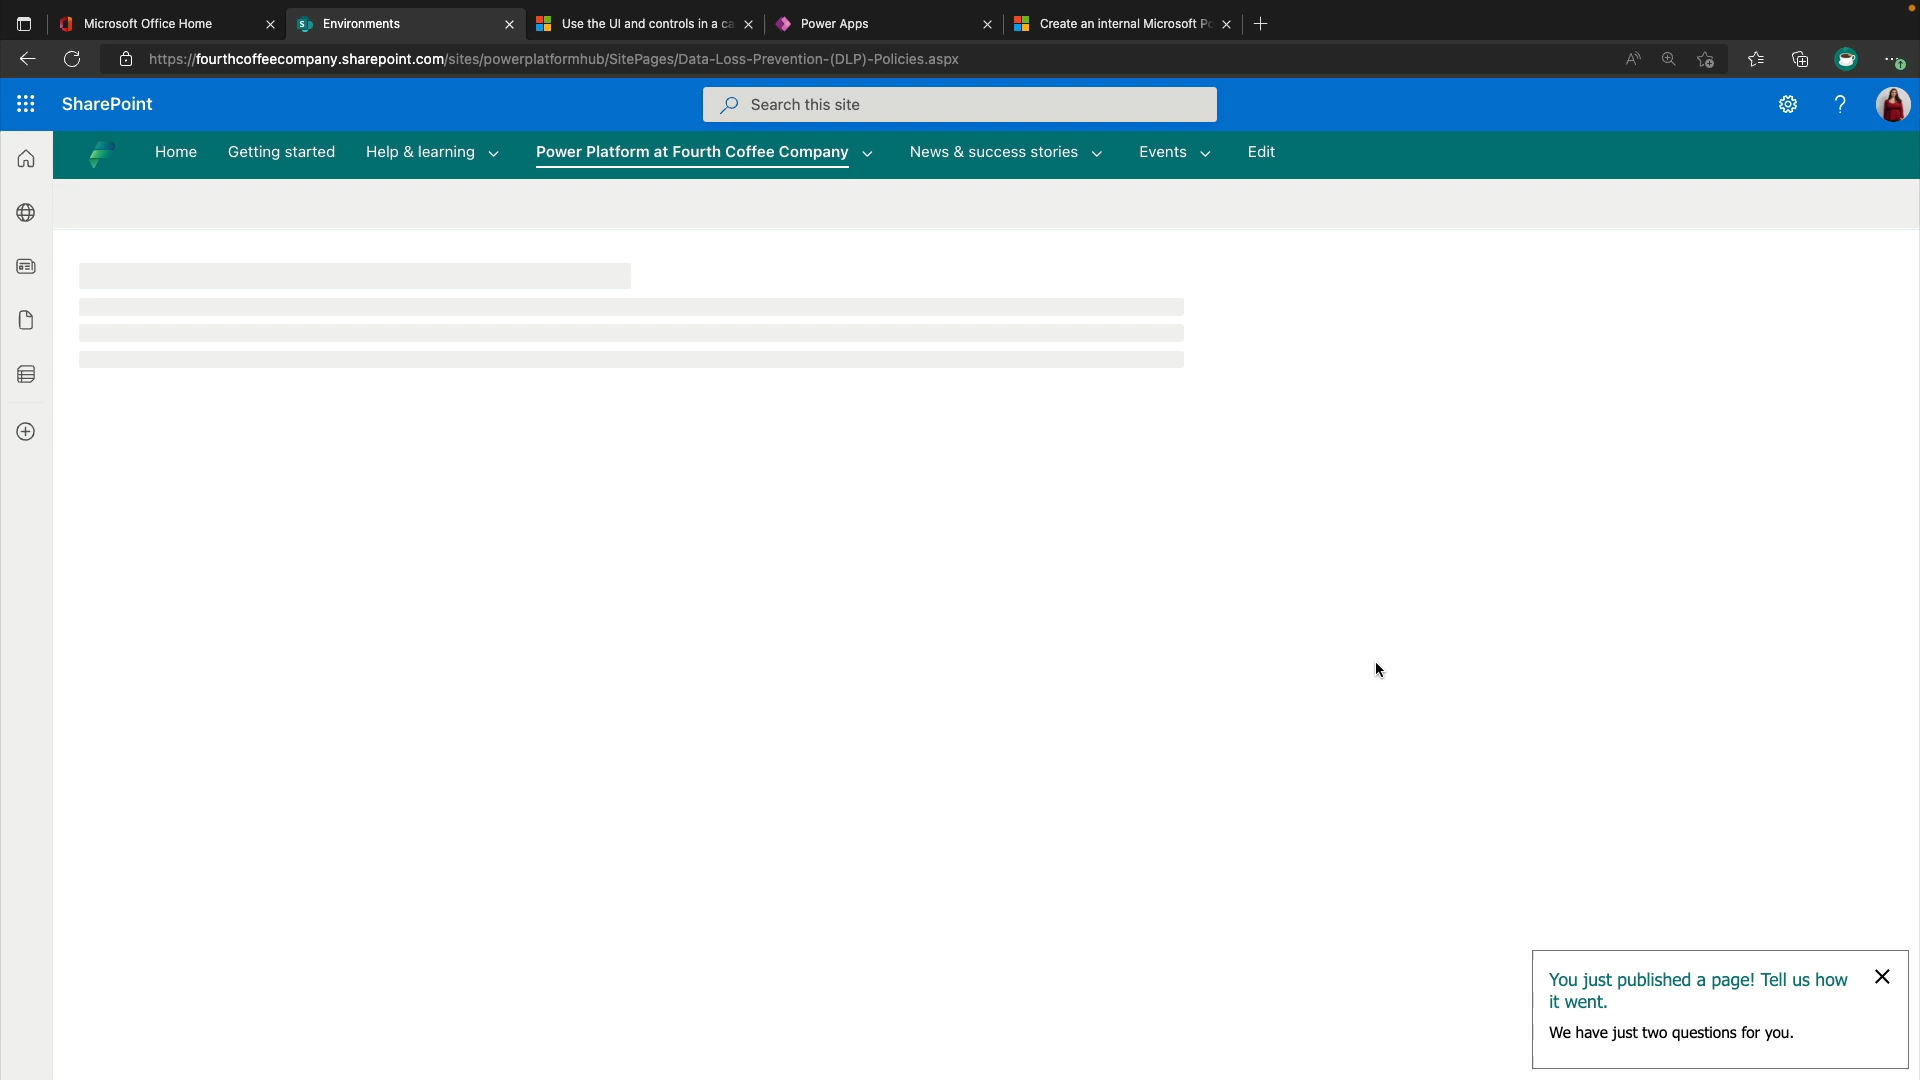 Microsoft Office Home
Environments
Use the UI and controls in a ca
Power Apps
Create an internal Microsoft Po
https://fourthcoffeecompany.sharepoint.com/sites/powerplatformhub/SitePages/Data-Loss-Prevention-(DLP)-Policies.aspx
SharePoint
Search this site
Home
Getting started
Help & learning
Power Platform at Fourth Coffee Company
News & success stories
Events
Edit
You just published a page! Tell us how
it went.
We have just two questions for you.